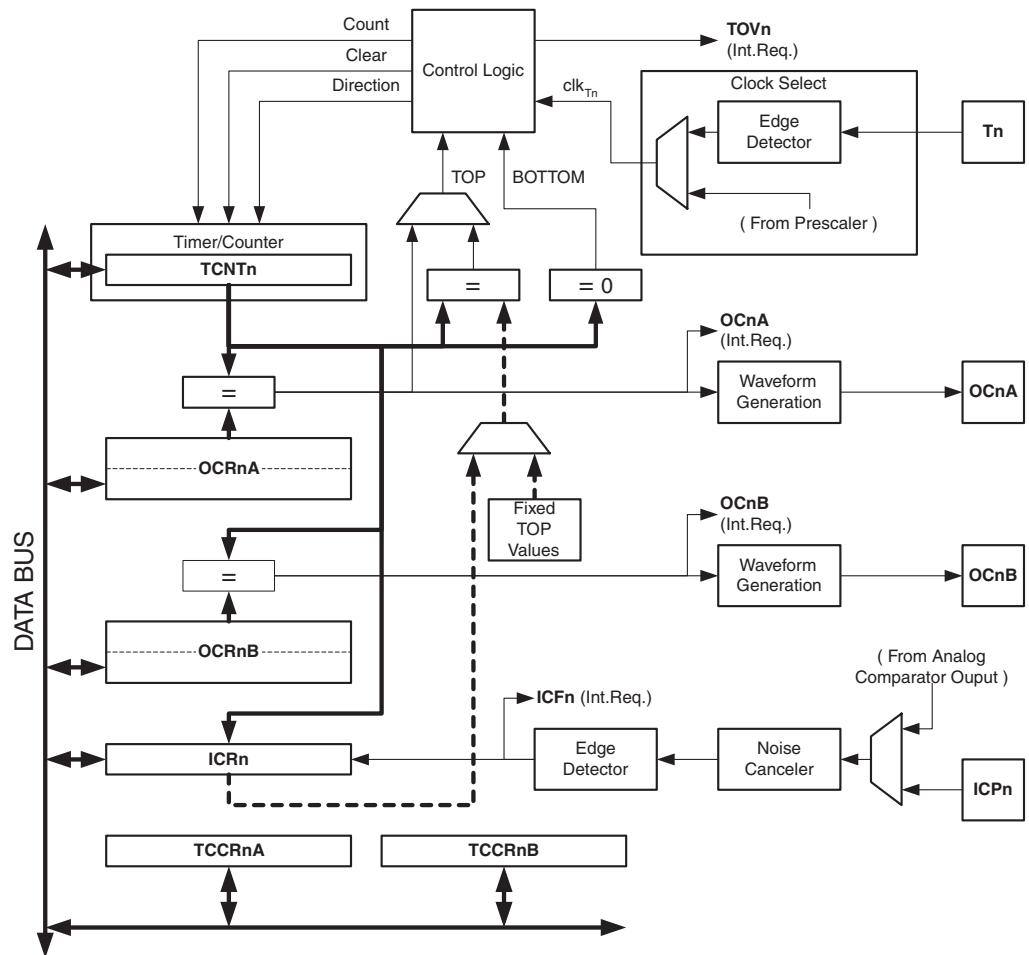 Count
Clear
Direction
Control Logic
TOVn
(Int.Req.)
clkTn
Clock Select
Edge
Detector
Tn
( From Prescaler )
TOP
BOTTOM
Timer/Counter
TCNTn
=
= 0
OCnA
(Int.Req.)
=
Waveform
Generation
OCnA
OCRnA
Fixed
TOP
Values
OCnB
(Int.Req.)
=
Waveform
Generation
OCnB
DATA BUS
OCRnB
( From Analog
Comparator Ouput )
ICFn (Int.Req.)
ICRn
Edge
Detector
Noise
Canceler
ICPn
TCCRnA
TCCRnB